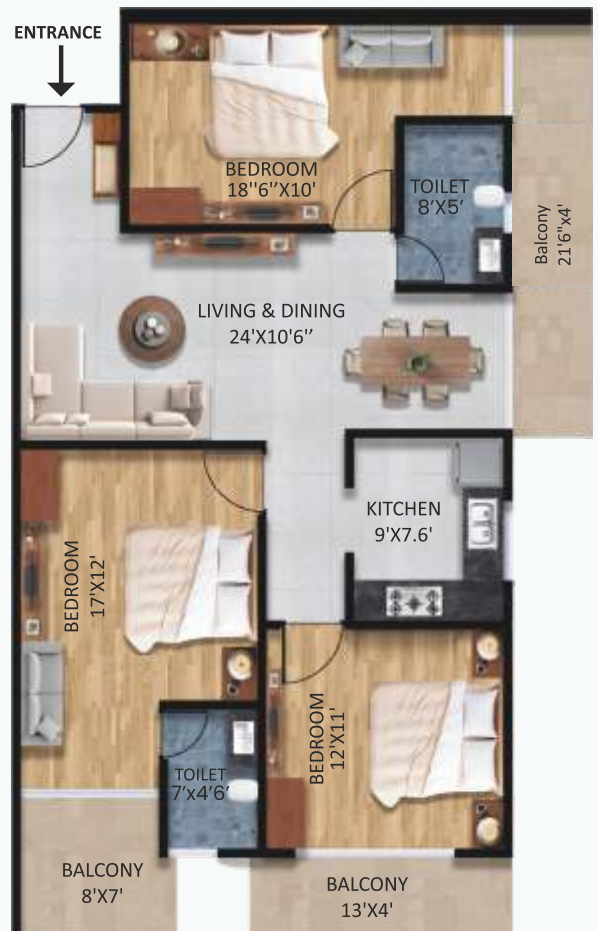 ENTRANCE
BEDROOM
18''6''X10'
TOILET
8'X5'
Balcony
21'6"x4'
LIVING & DINING
24'X10'6''
KITCHEN
9'X7.6'
BEDROOM
17'X12'
BEDROOM
12'X11'
TOILET
7'x4'6'
BALCONY
8'X7'
BALCONY
13'X4'